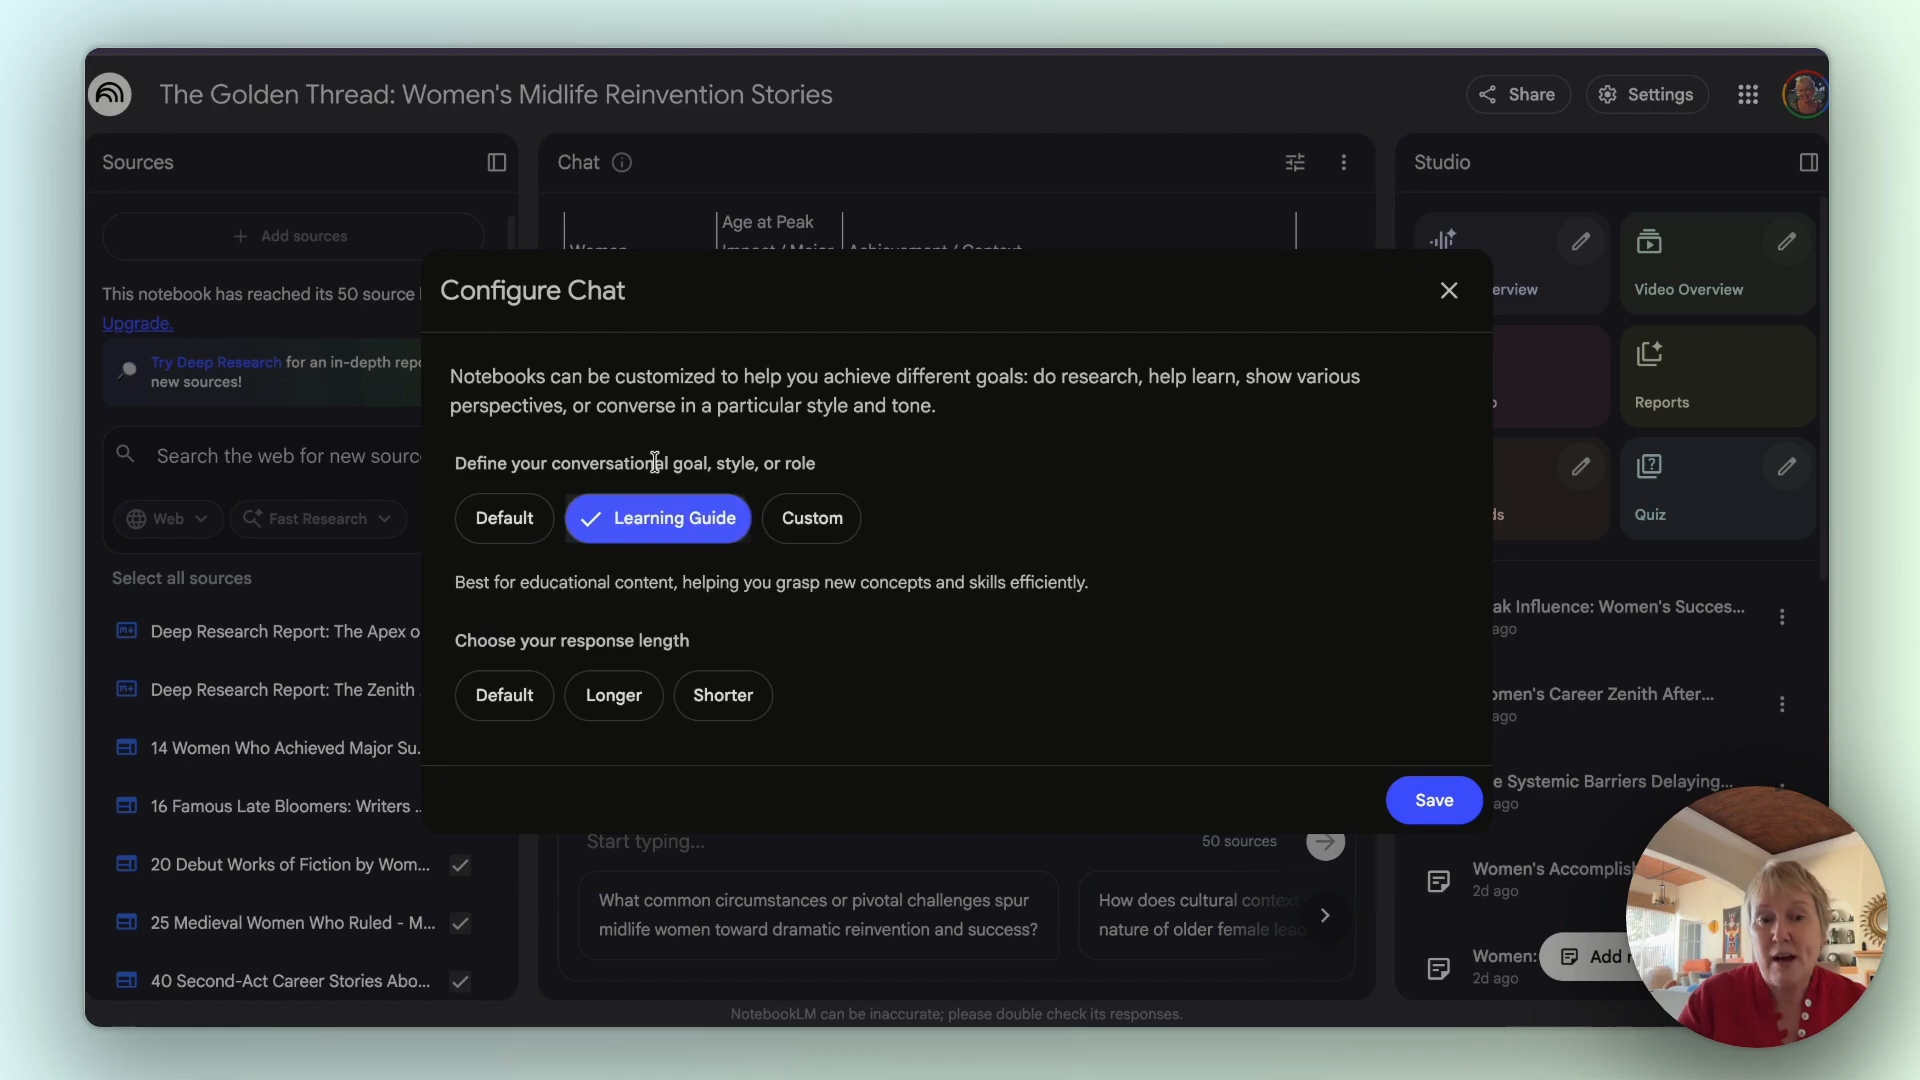 The Golden Thread: Women's Midlife Reinvention Stories
Share
Settings
Sources
Chat
Studio
+ Add sources
This notebook has reached its 50 source
Upgrade.
Try Deep Research for an in-depth repo
new sources!
Search the web for new sourc
Web
Fast Research
Select all sources
Deep Research Report: The Apex o
Deep Research Report: The Zenith
14 Women Who Achieved Major Su...
16 Famous Late Bloomers: Writers ...
20 Debut Works of Fiction by Wom...
25 Medieval Women Who Ruled - M...
40 Second-Act Career Stories Abo...
Age at Peak
Women
Impact / Major
Achievement / Context
Configure Chat
Notebooks can be customized to help you achieve different goals: do research, help learn, show various
perspectives, or converse in a particular style and tone.
Define your conversational goal, style, or role
Default
Learning Guide
Custom
Best for educational content, helping you grasp new concepts and skills efficiently.
Choose your response length
Default
Longer
Shorter
Save
Start typing...
50 sources
What common circumstances or pivotal challenges spur
midlife women toward dramatic reinvention and success?
How does cultural context
nature of older female lead
NotebookLM can be inaccurate; please double check its responses.
erview
Video Overview
Reports
ds
Quiz
ak Influence: Women's Succes...
ago
omen's Career Zenith After...
ago
e Systemic Barriers Delaying...
ago
Women's Accomplis
2d ago
Women:
2d ago
Add